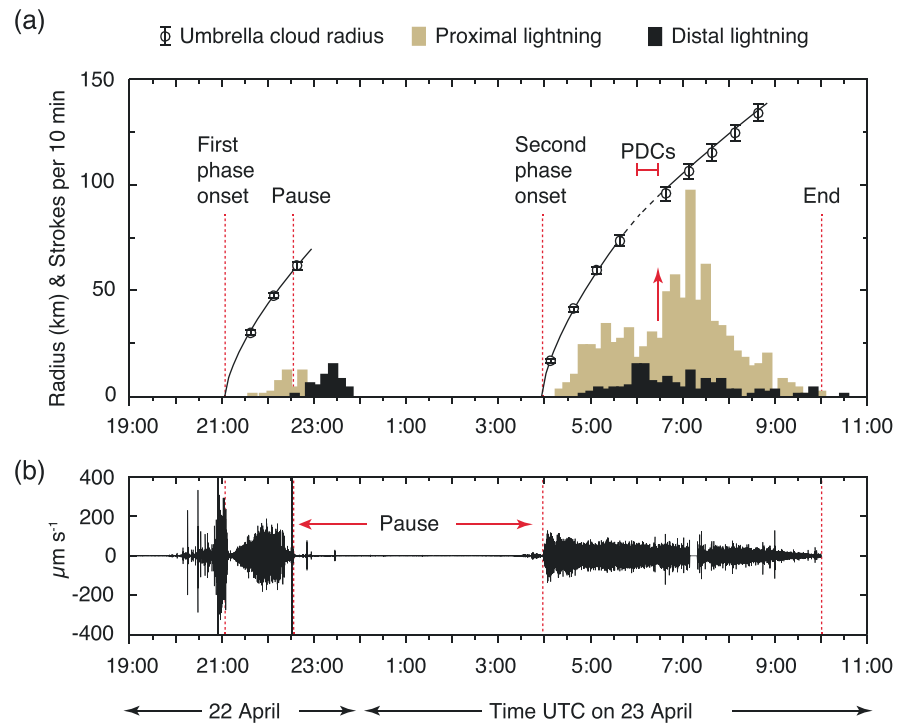 (a)
Umbrella cloud radius Proximal lightning Distal lightning
Radius (km) & Strokes per 10 min
150
100
50
0
First
phase
onset
Pause
Second
phase
onset
PDCs
End
19:00 21:00 23:00 1:00 3:00 5:00 7:00 9:00 11:00
(b)
µm s-1
400
200
0
-200
-400
Pause
19:00 21:00 23:00 1:00 3:00 5:00 7:00 9:00 11:00
22 April Time UTC on 23 April